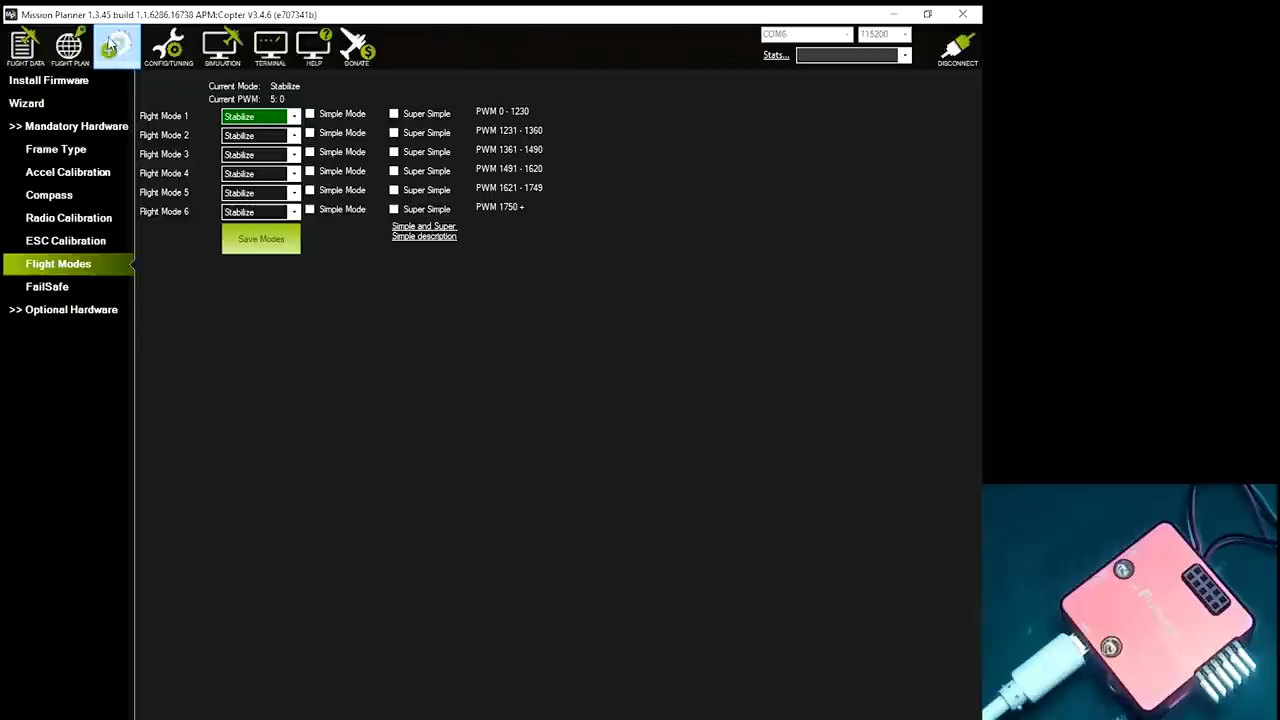 Mission Planner 1.3.45 build 1.1.6286.16738 APM:Copter V3.4.6 (e707341b)
FLIGHT DATA FLIGHT PLAN CONFIG/TUNING SIMULATION TERMINAL HELP DONATE
COM6 115200
Stats...
DISCONNECT
Install Firmware
Wizard
>> Mandatory Hardware
Frame Type
Accel Calibration
Compass
Radio Calibration
ESC Calibration
Flight Modes
FailSafe
>> Optional Hardware
Current Mode: Stabilize
Current PWM: 5: 0
Flight Mode 1 Stabilize Simple Mode Super Simple PWM 0 - 1230
Flight Mode 2 Stabilize Simple Mode Super Simple PWM 1231 - 1360
Flight Mode 3 Stabilize Simple Mode Super Simple PWM 1361 - 1490
Flight Mode 4 Stabilize Simple Mode Super Simple PWM 1491 - 1620
Flight Mode 5 Stabilize Simple Mode Super Simple PWM 1621 - 1749
Flight Mode 6 Stabilize Simple Mode Super Simple PWM 1750 +
Save Modes
Simple and Super
Simple description